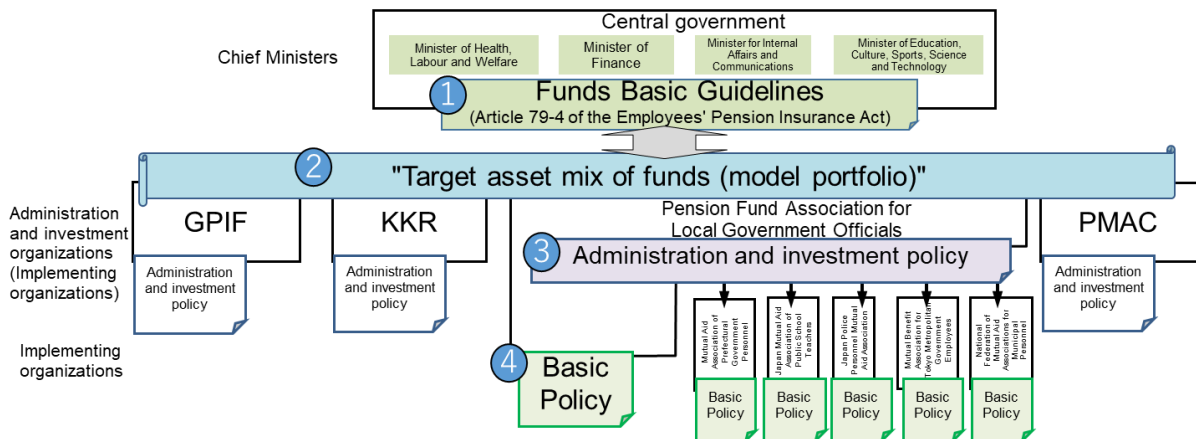 Central government
Chief Ministers
Minister of Health,
Labour and Welfare
Minister of
Finance
Minister for Internal
Affairs and
Communications
Minister of Education,
Culture, Sports, Science
and Technology
1
Funds Basic Guidelines
(Article 79-4 of the Employees' Pension Insurance Act)
2
"Target asset mix of funds (model portfolio)"
Administration
and investment
organizations
(Implementing
organizations)
GPIF
Administration
and investment
policy
KKR
Administration
and investment
policy
Pension Fund Association for
Local Government Officials
3
Administration and investment policy
PMAC
Administration
and investment
policy
Implementing
organizations
4
Basic
Policy
Mutual Aid
Association of
Prefectural
Government
Personnel
Basic
Policy
Japan Mutual Aid
Association of
Public School
Teachers
Basic
Policy
Japan Police
Personnel Mutual
Aid Association
Basic
Policy
Mutual Benefit
Association for
Tokyo Metropolitan
Government
Employees
Basic
Policy
National
Federation of
Mutual Aid
Associations for
Municipal
Personnel
Basic
Policy